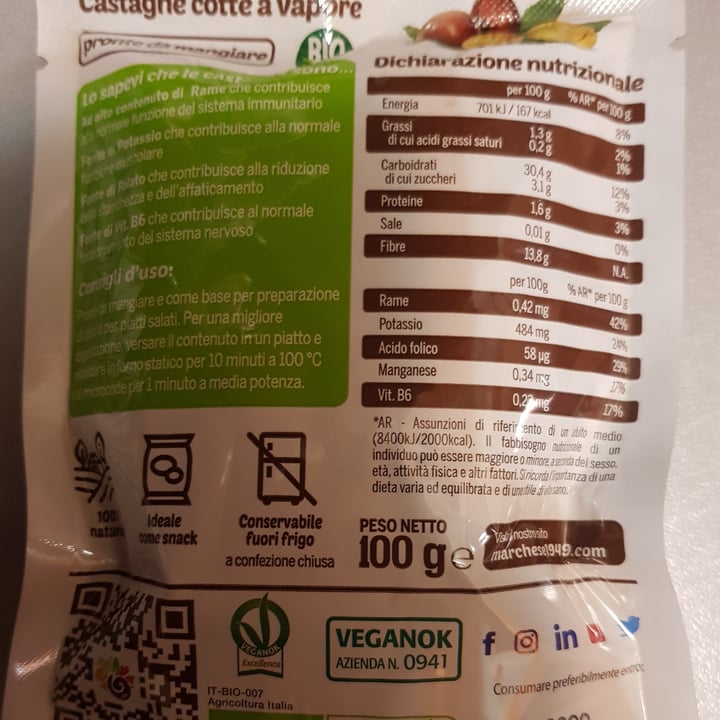 Castagne cotte a vapore
pronte da mangiare
BIO
Lo sapevi che le
Ad alto contenuto di Rame che contribuisce
alla normale funzione del sistema immunitario
Fonte di Potassio che contribuisce alla normale
funzione muscolare
Fonte di Folato che contribuisce alla riduzione
della stanchezza e dell'affaticamento
Fonte di Vit. B6 che contribuisce al normale
funzionamento del sistema nervoso
Consigli d'uso:
Pronte da mangiare e come base per preparazione
per piatti salati. Per una migliore
degustazione, versare il contenuto in un piatto e
in forno statico per 10 minuti a 100 °C
microonde per 1 minuto a media potenza.
100%
Ideale
come snack
Conservabile
fuori frigo
a confezione chiusa
Dichiarazione nutrizionale
per 100 g % AR* per 100 g
Energia 701 kJ / 167 kcal 8%
Grassi 1,3 g 2%
di cui acidi grassi saturi 0,2 g 1%
Carboidrati 30,4 g 12%
di cui zuccheri 3,1 g 3%
Proteine 1,6 g 3%
Sale 0,01 g 0%
Fibre 13,8 g N.A.
per 100g % AR* per 100 g
Rame 0,42 mg 42%
Potassio 484 mg 24%
Acido folico 58 µg 29%
Manganese 0,34 mg 17%
Vit. B6 mg 17%
*AR - Assunzioni di riferimento di un adulto medio
(8400kJ/2000kcal). Il fabbisogno nutrizionale di un
individuo può essere maggiore o minore, a seconda del sesso,
età, attività fisica e altri fattori. Si ricorda l'importanza di una
dieta varia ed equilibrata e di uno stile di vita sano.
PESO NETTO
100 g e
Visita il nostro sito
marchese1949.com
VEGANOK
Excellence
VEGANOK
AZIENDA N. 0941
IT-BIO-007
Agricoltura Italia
Consumare preferibilmente entro: